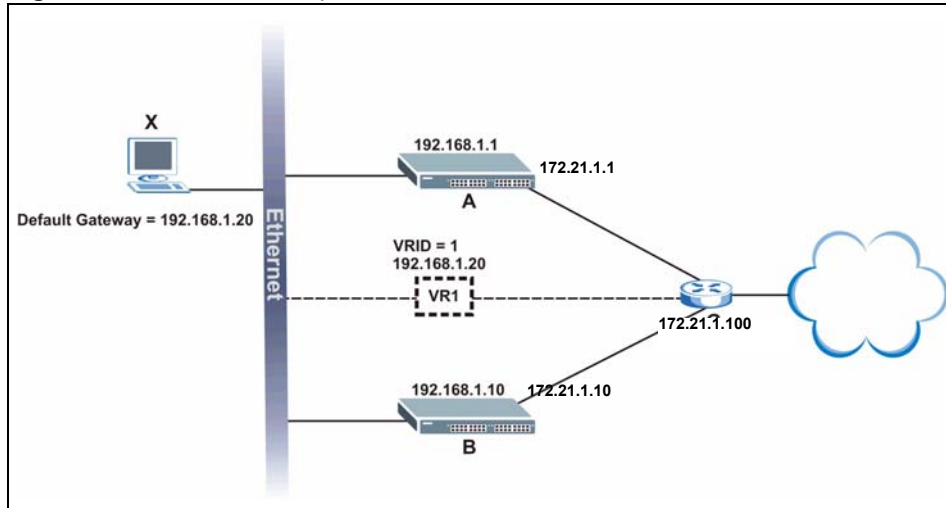 X
Default Gateway = 192.168.1.20
Ethernet
192.168.1.1
172.21.1.1
A
VRID = 1
192.168.1.20
VR1
172.21.1.100
192.168.1.10
172.21.1.10
B